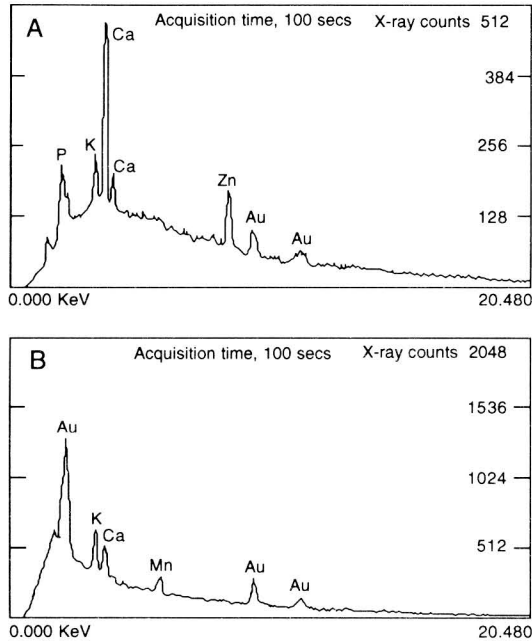 A Acquisition time, 100 secs X-ray counts 512
Ca
384
P K Ca 256
Zn
Au Au 128
0.000 KeV 20.480
B Acquisition time, 100 secs X-ray counts 2048
Au 1536
1024
K Ca 512
Mn Au Au
0.000 KeV 20.480